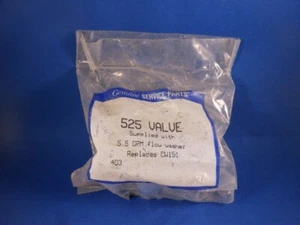 Genuine SERVICE PARTS
525 VALVE
Supplied with
5.5 GPM flow washer
Replaces CW151
403